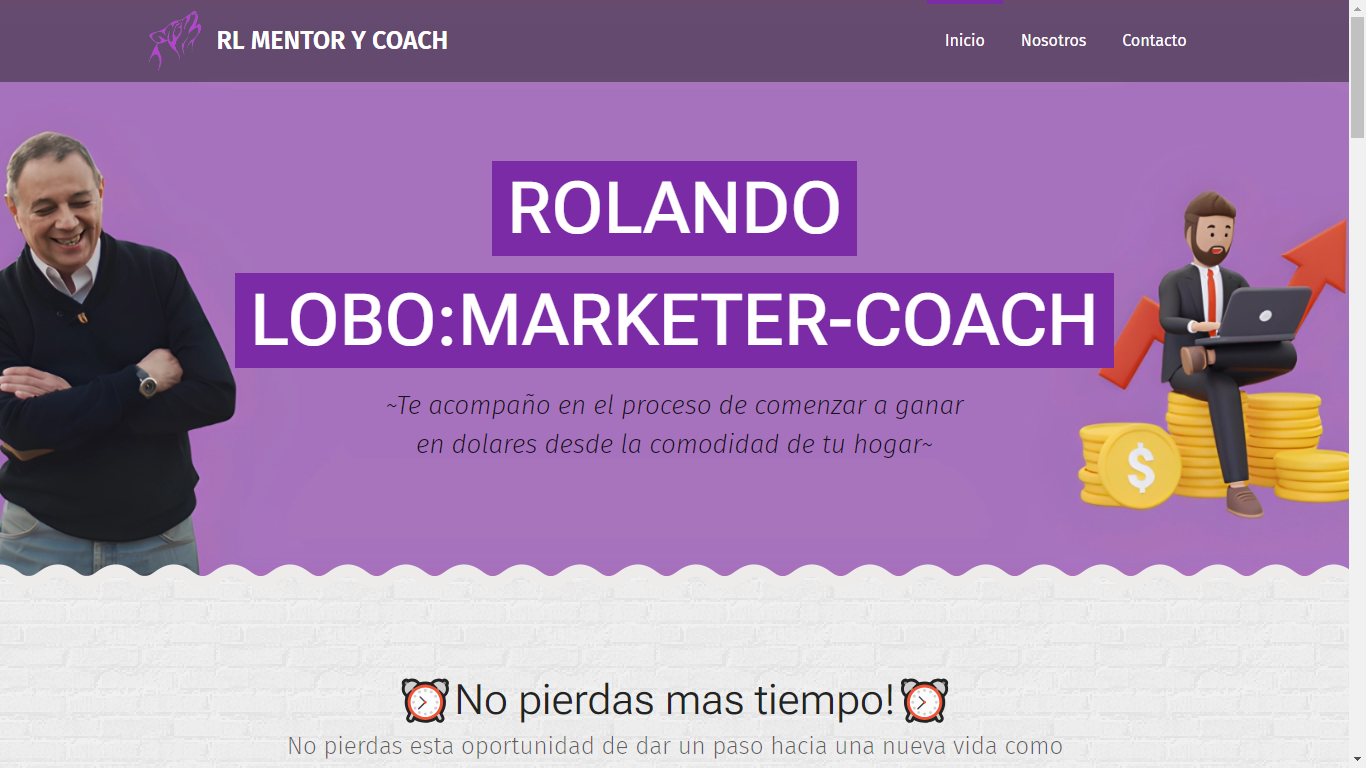 RL MENTOR Y COACH
Inicio Nosotros Contacto
ROLANDO
LOBO:MARKETER-COACH
~Te acompaño en el proceso de comenzar a ganar
en dolares desde la comodidad de tu hogar~
$
⏰No pierdas mas tiempo!⏰
No pierdas esta oportunidad de dar un paso hacia una nueva vida como